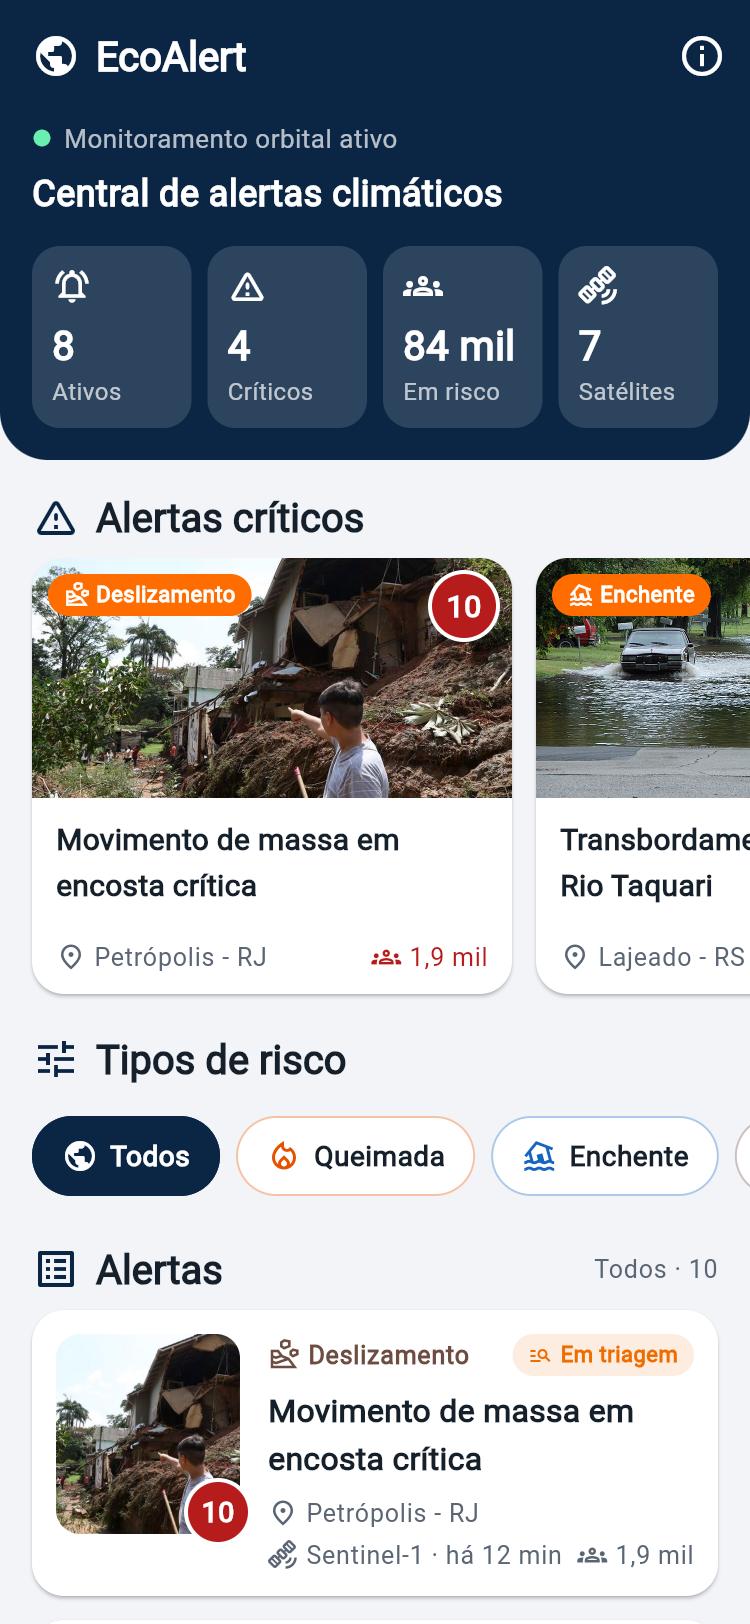 EcoAlert
Monitoramento orbital ativo
Central de alertas climáticos
8
Ativos
4
Críticos
84 mil
Em risco
7
Satélites
Alertas críticos
Deslizamento
10
Movimento de massa em
encosta crítica
Petrópolis - RJ
1,9 mil
Enchente
Transbordame
Rio Taquari
Lajeado - RS
Tipos de risco
Todos
Queimada
Enchente
Alertas
Todos · 10
Deslizamento
Em triagem
Movimento de massa em
encosta crítica
10
Petrópolis - RJ
Sentinel-1 · há 12 min
1,9 mil